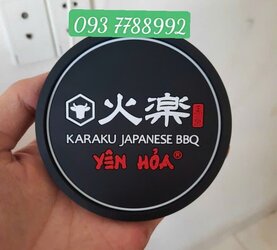 093 7788992
火楽
KARAKU JAPANESE BBQ
YÊN HỎA®